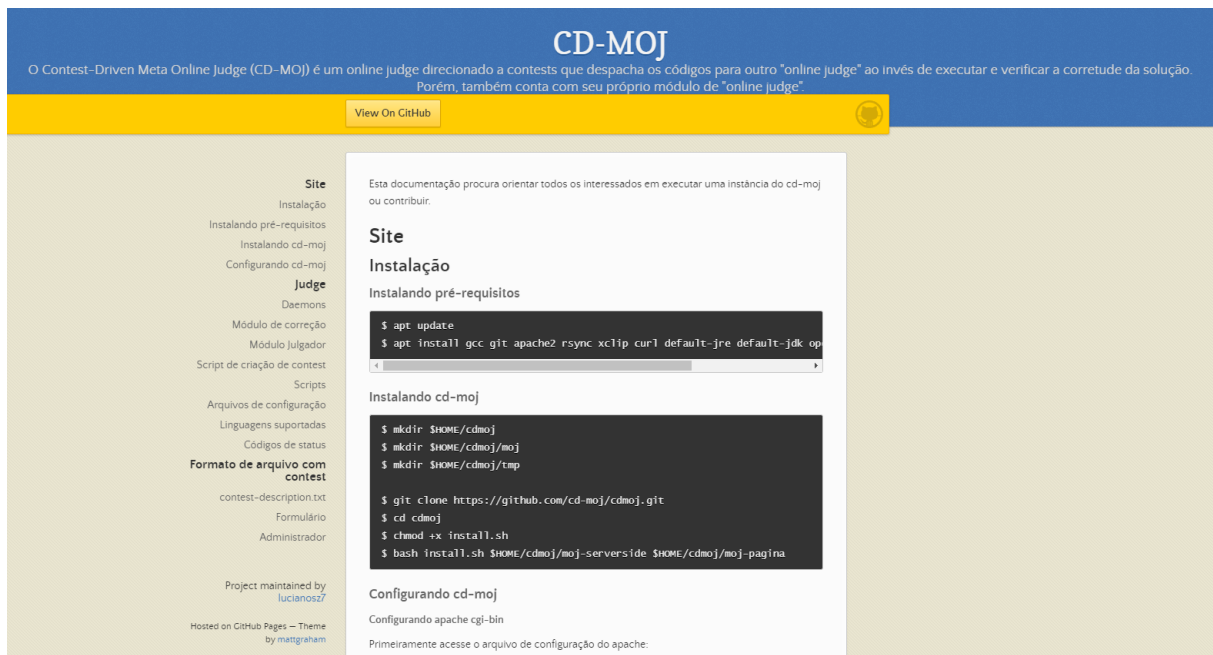 CD-MOJ
O Contest-Driven Meta Online Judge (CD-MOJ) é um online judge direcionado a contests que despacha os códigos para outro "online judge" ao invés de executar e verificar a corretude da solução.
Porém, também conta com seu próprio módulo de "online judge".
View On GitHub
Site
Instalação
Instalando pré-requisitos
Instalando cd-moj
Configurando cd-moj
Judge
Daemons
Módulo de correção
Módulo Julgador
Script de criação de contest
Scripts
Arquivos de configuração
Linguagens suportadas
Códigos de status
Formato de arquivo com
contest
contest-description.txt
Formulário
Administrador
Project maintained by
lucianosz7
Hosted on GitHub Pages — Theme
by mattgraham
Esta documentação procura orientar todos os interessados em executar uma instância do cd-moj
ou contribuir.
Site
Instalação
Instalando pré-requisitos
$ apt update
$ apt install gcc git apache2 rsync xclip curl default-jre default-jdk ope
Instalando cd-moj
$ mkdir $HOME/cdmoj
$ mkdir $HOME/cdmoj/moj
$ mkdir $HOME/cdmoj/tmp
$ git clone https://github.com/cd-moj/cdmoj.git
$ cd cdmoj
$ chmod +x install.sh
$ bash install.sh $HOME/cdmoj/moj-serverside $HOME/cdmoj/moj-pagina
Configurando cd-moj
Configurando apache cgi-bin
Primeiramente acesse o arquivo de configuração do apache: